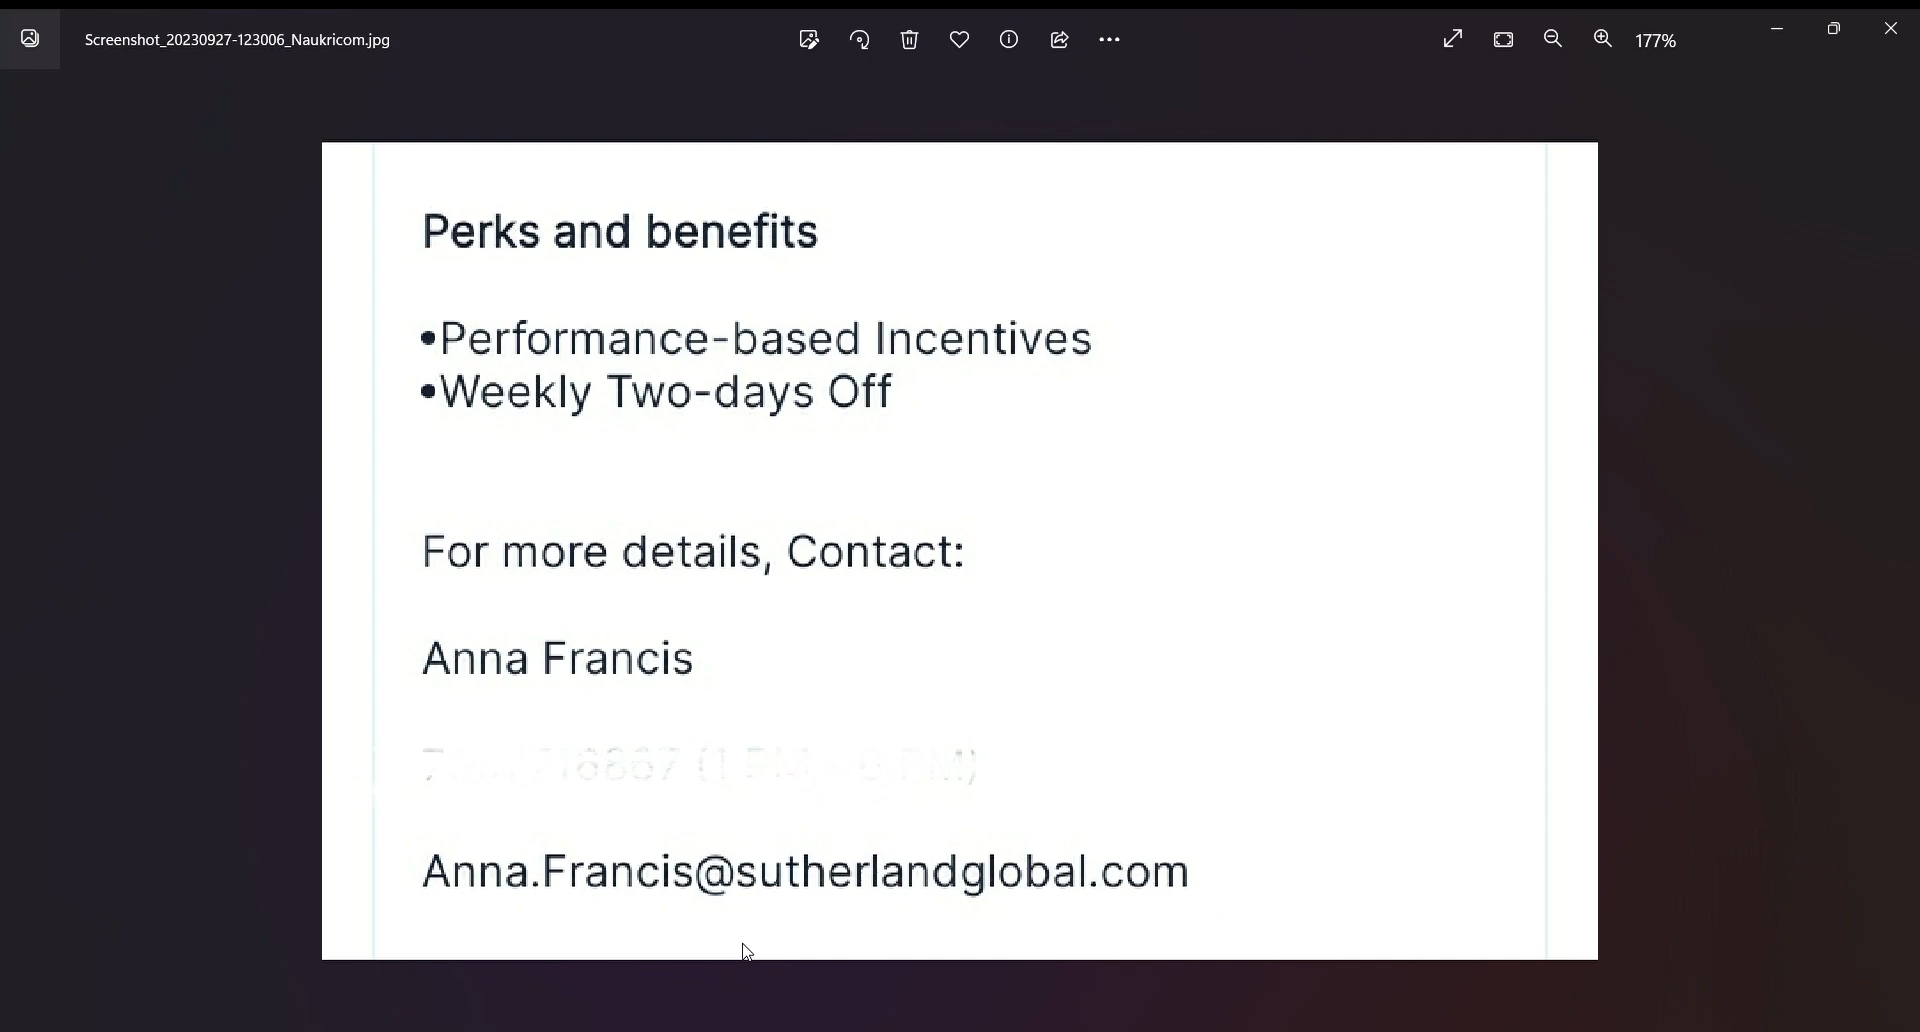 Screenshot_20230927-123006_Naukricom.jpg
177%
Perks and benefits
•Performance-based Incentives
•Weekly Two-days Off
For more details, Contact:
Anna Francis
Anna.Francis@sutherlandglobal.com